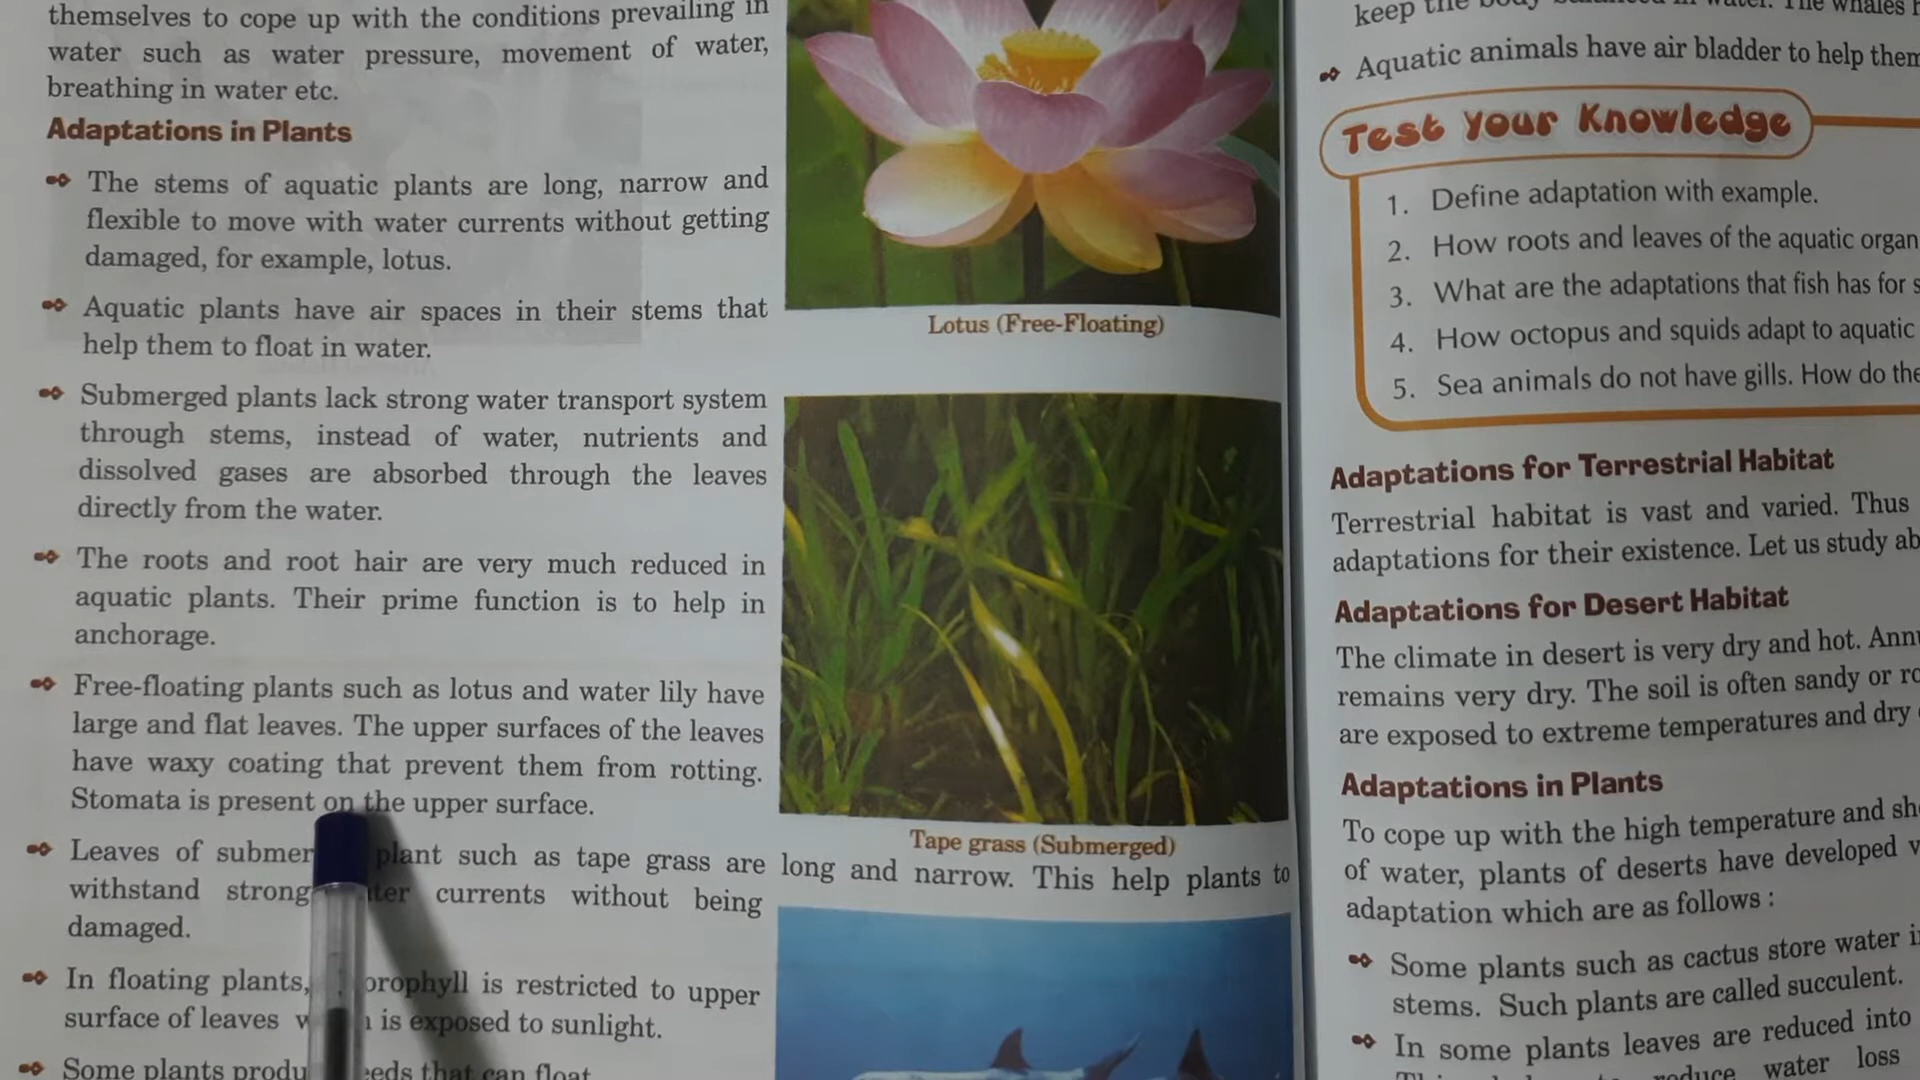 themselves to cope up with the conditions prevailing in
water such as water pressure, movement of water,
breathing in water etc.
Adaptations in Plants
The stems of aquatic plants are long, narrow and
flexible to move with water currents without getting
damaged, for example, lotus.
Aquatic plants have air spaces in their stems that
help them to float in water.
Submerged plants lack strong water transport system
through stems, instead of water, nutrients and
dissolved gases are absorbed through the leaves
directly from the water.
The roots and root hair are very much reduced in
aquatic plants. Their prime function is to help in
anchorage.
Free-floating plants such as lotus and water lily have
large and flat leaves. The upper surfaces of the leaves
have waxy coating that prevent them from rotting.
Stomata is present on the upper surface.
Leaves of submer plant such as tape grass are long and narrow. This help plants to
withstand strong currents without being
damaged.
In floating plants, is restricted to upper
surface of leaves is exposed to sunlight.
Some plants that can float
Lotus (Free-Floating)
Tape grass (Submerged)
keep the body balanced in water. The whales
Aquatic animals have air bladder to help them
Test Your Knowledge
1. Define adaptation with example.
2. How roots and leaves of the aquatic organ
3. What are the adaptations that fish has for s
4. How octopus and squids adapt to aquatic
5. Sea animals do not have gills. How do the
Adaptations for Terrestrial Habitat
Terrestrial habitat is vast and varied. Thus
adaptations for their existence. Let us study ab
Adaptations for Desert Habitat
The climate in desert is very dry and hot. Annu
remains very dry. The soil is often sandy or ro
are exposed to extreme temperatures and dry
Adaptations in Plants
To cope up with the high temperature and sh
of water, plants of deserts have developed v
adaptation which are as follows :
Some plants such as cactus store water i
stems. Such plants are called succulent.
In some plants leaves are reduced into
reduce water loss